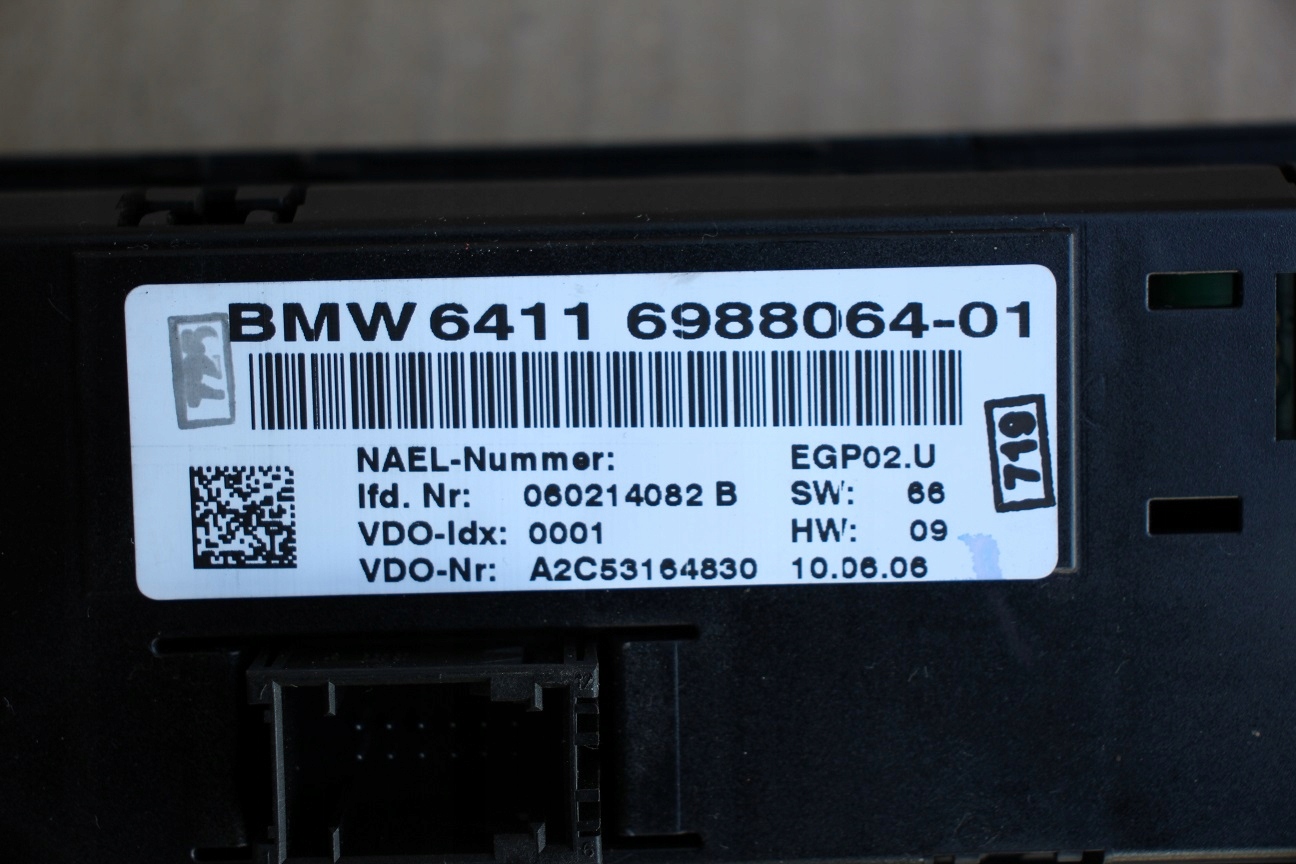 BMW 6411 6988064-01
NAEL-Nummer: EGP02.U
lfd. Nr: 060214082 B SW: 66
VDO-Idx: 0001 HW: 09
VDO-Nr: A2C53164830 10.06.06
719